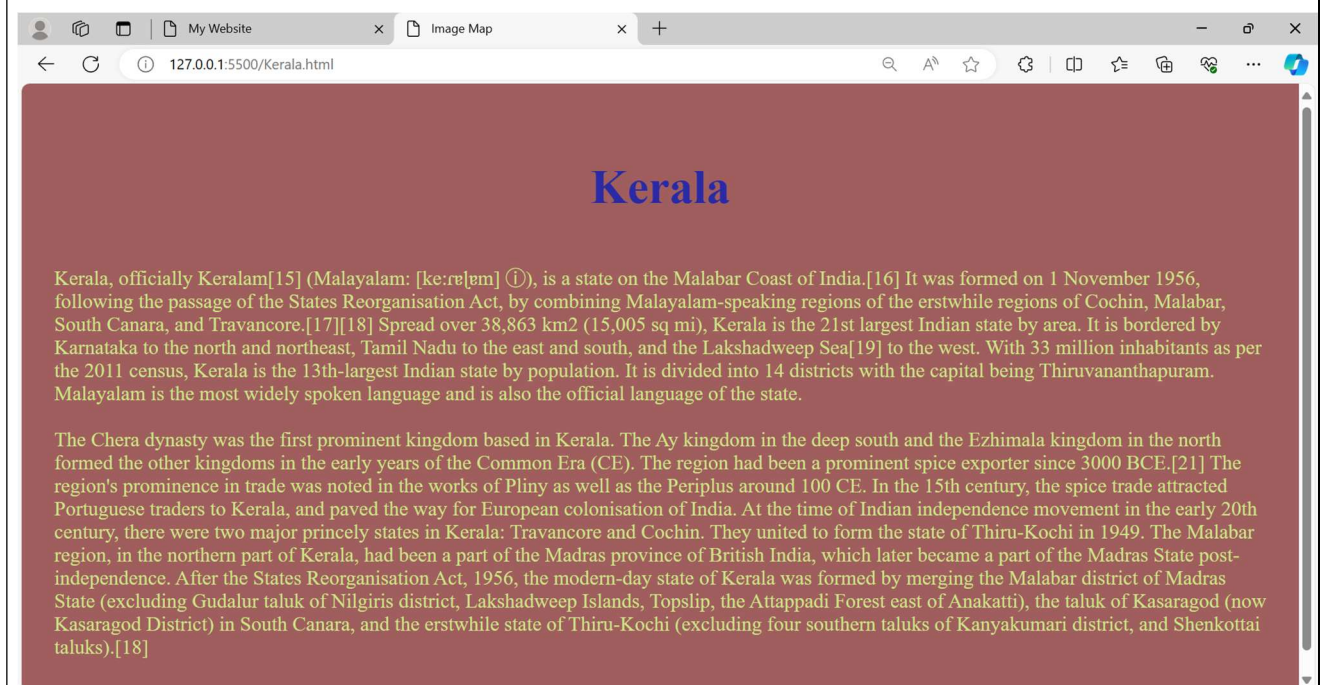 My Website
Image Map
127.0.0.1:5500/Kerala.html
Kerala
Kerala, officially Keralam[15] (Malayalam: [ke:ɾɐɭɐm] ⓘ), is a state on the Malabar Coast of India.[16] It was formed on 1 November 1956,
following the passage of the States Reorganisation Act, by combining Malayalam-speaking regions of the erstwhile regions of Cochin, Malabar,
South Canara, and Travancore.[17][18] Spread over 38,863 km2 (15,005 sq mi), Kerala is the 21st largest Indian state by area. It is bordered by
Karnataka to the north and northeast, Tamil Nadu to the east and south, and the Lakshadweep Sea[19] to the west. With 33 million inhabitants as per
the 2011 census, Kerala is the 13th-largest Indian state by population. It is divided into 14 districts with the capital being Thiruvananthapuram.
Malayalam is the most widely spoken language and is also the official language of the state.
The Chera dynasty was the first prominent kingdom based in Kerala. The Ay kingdom in the deep south and the Ezhimala kingdom in the north
formed the other kingdoms in the early years of the Common Era (CE). The region had been a prominent spice exporter since 3000 BCE.[21] The
region's prominence in trade was noted in the works of Pliny as well as the Periplus around 100 CE. In the 15th century, the spice trade attracted
Portuguese traders to Kerala, and paved the way for European colonisation of India. At the time of Indian independence movement in the early 20th
century, there were two major princely states in Kerala: Travancore and Cochin. They united to form the state of Thiru-Kochi in 1949. The Malabar
region, in the northern part of Kerala, had been a part of the Madras province of British India, which later became a part of the Madras State post-
independence. After the States Reorganisation Act, 1956, the modern-day state of Kerala was formed by merging the Malabar district of Madras
State (excluding Gudalur taluk of Nilgiris district, Lakshadweep Islands, Topslip, the Attappadi Forest east of Anakatti), the taluk of Kasaragod (now
Kasaragod District) in South Canara, and the erstwhile state of Thiru-Kochi (excluding four southern taluks of Kanyakumari district, and Shenkottai
taluks).[18]